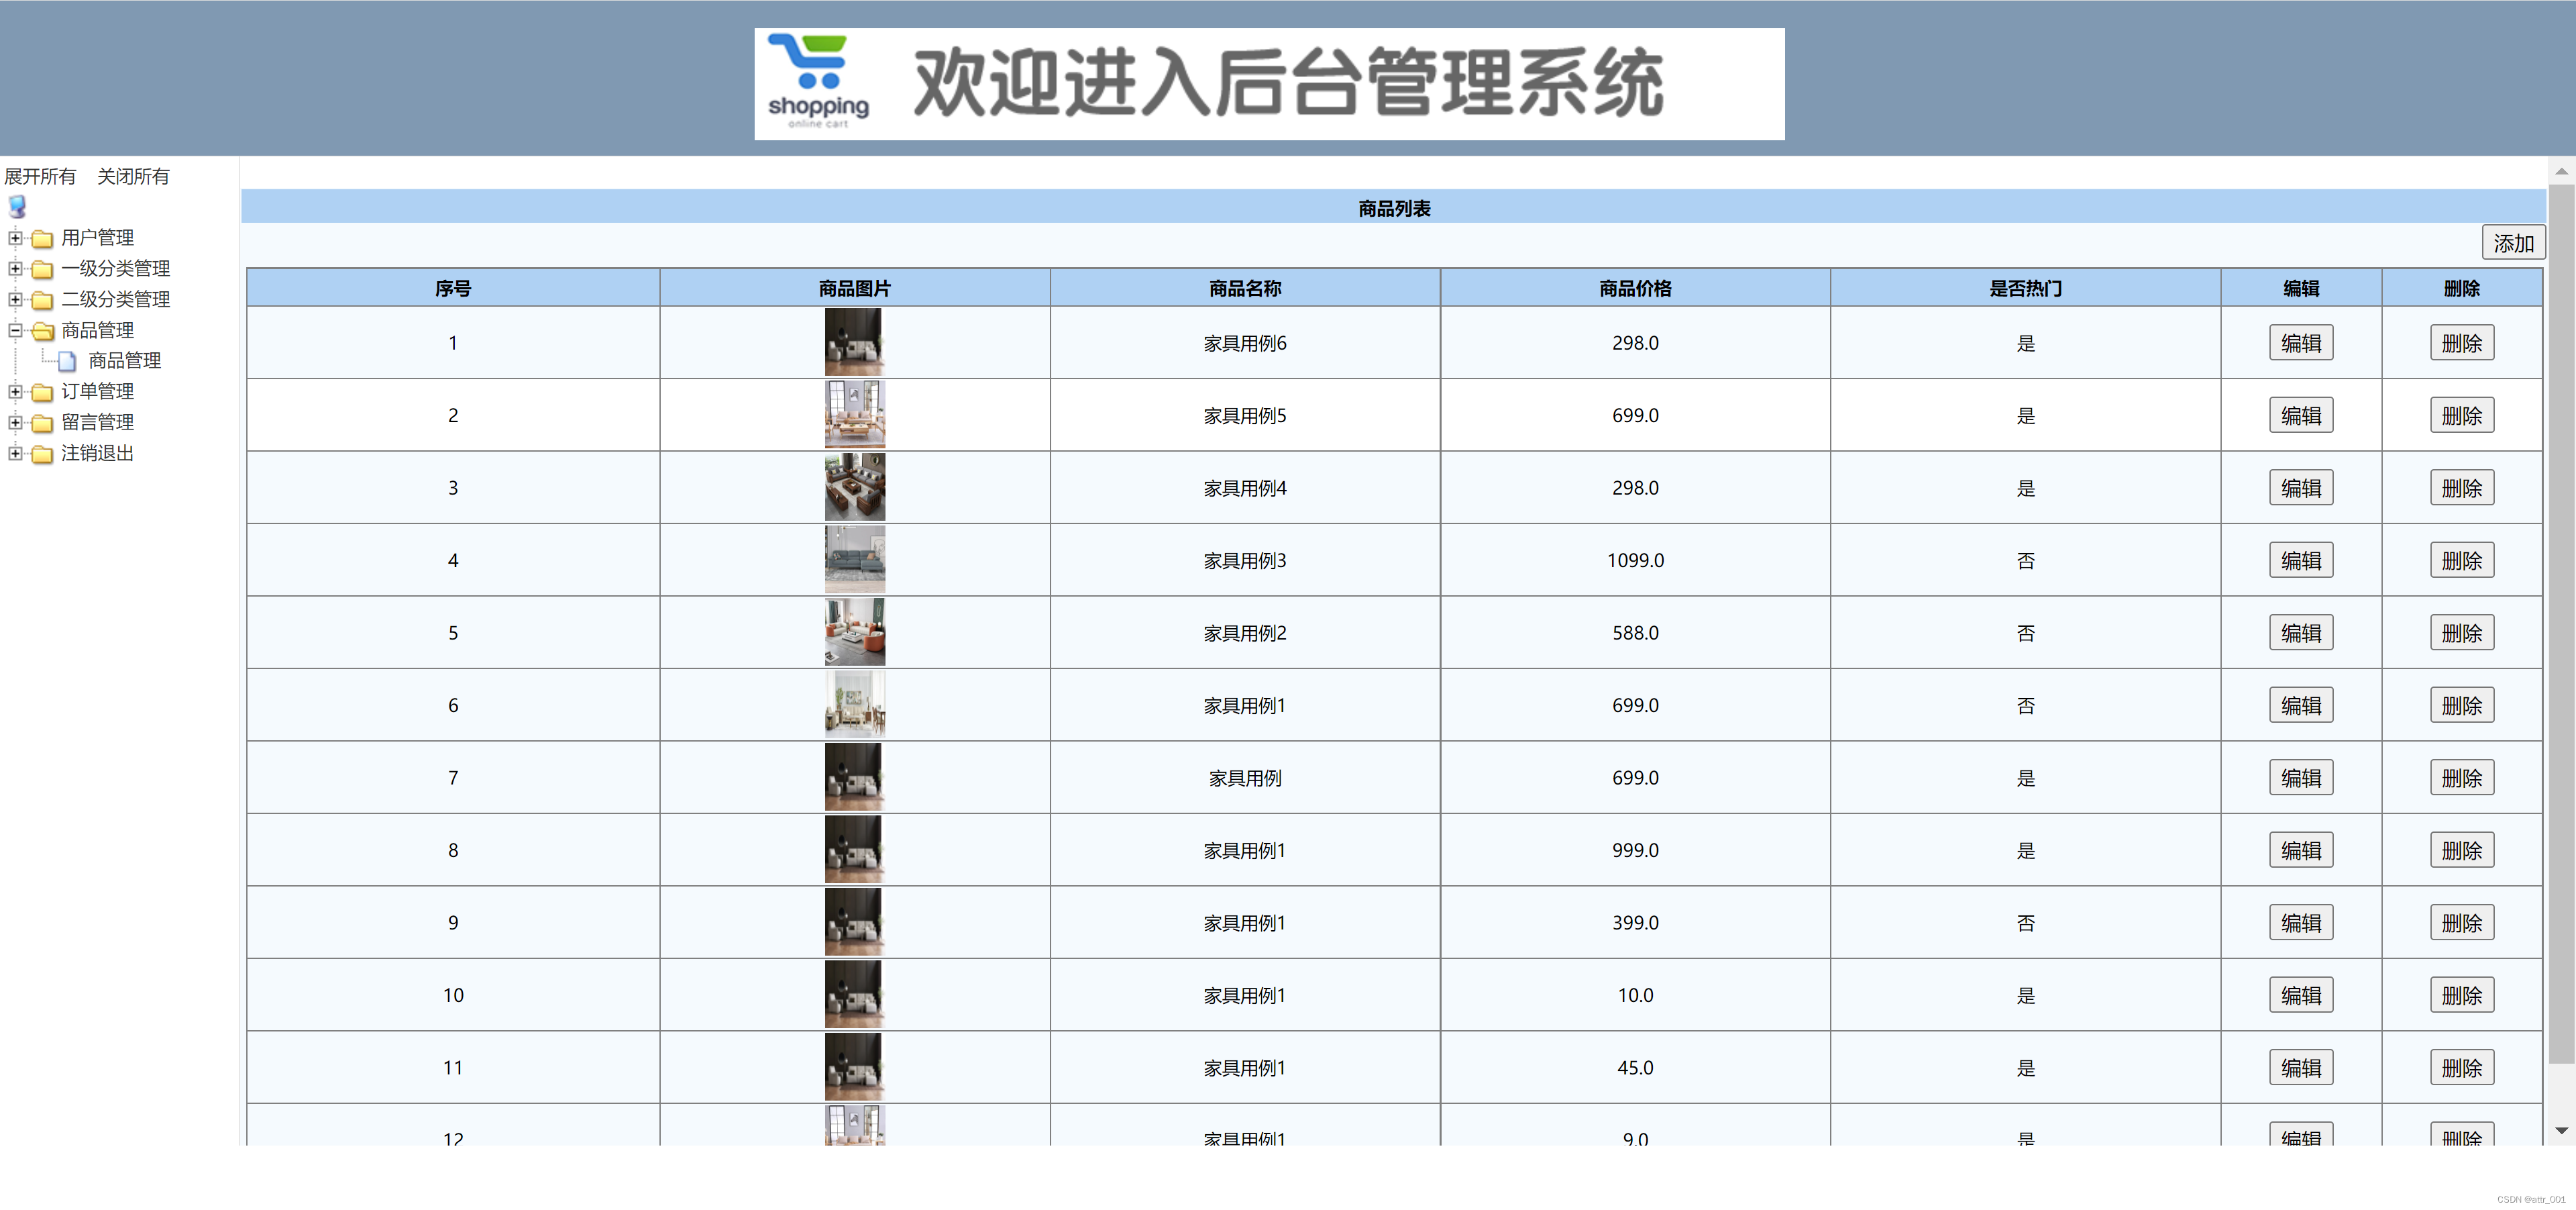 shopping
online cart
欢迎进入后台管理系统
展开所有 关闭所有
用户管理
一级分类管理
二级分类管理
商品管理
商品管理
订单管理
留言管理
注销退出
商品列表
添加
序号 商品图片 商品名称 商品价格 是否热门 编辑 删除
1 家具用例6 298.0 是 编辑 删除
2 家具用例5 699.0 是 编辑 删除
3 家具用例4 298.0 是 编辑 删除
4 家具用例3 1099.0 否 编辑 删除
5 家具用例2 588.0 否 编辑 删除
6 家具用例1 699.0 否 编辑 删除
7 家具用例 699.0 是 编辑 删除
8 家具用例1 999.0 是 编辑 删除
9 家具用例1 399.0 否 编辑 删除
10 家具用例1 10.0 是 编辑 删除
11 家具用例1 45.0 是 编辑 删除
12 家具用例1 9.0 是 编辑 删除
CSDN @attr_001